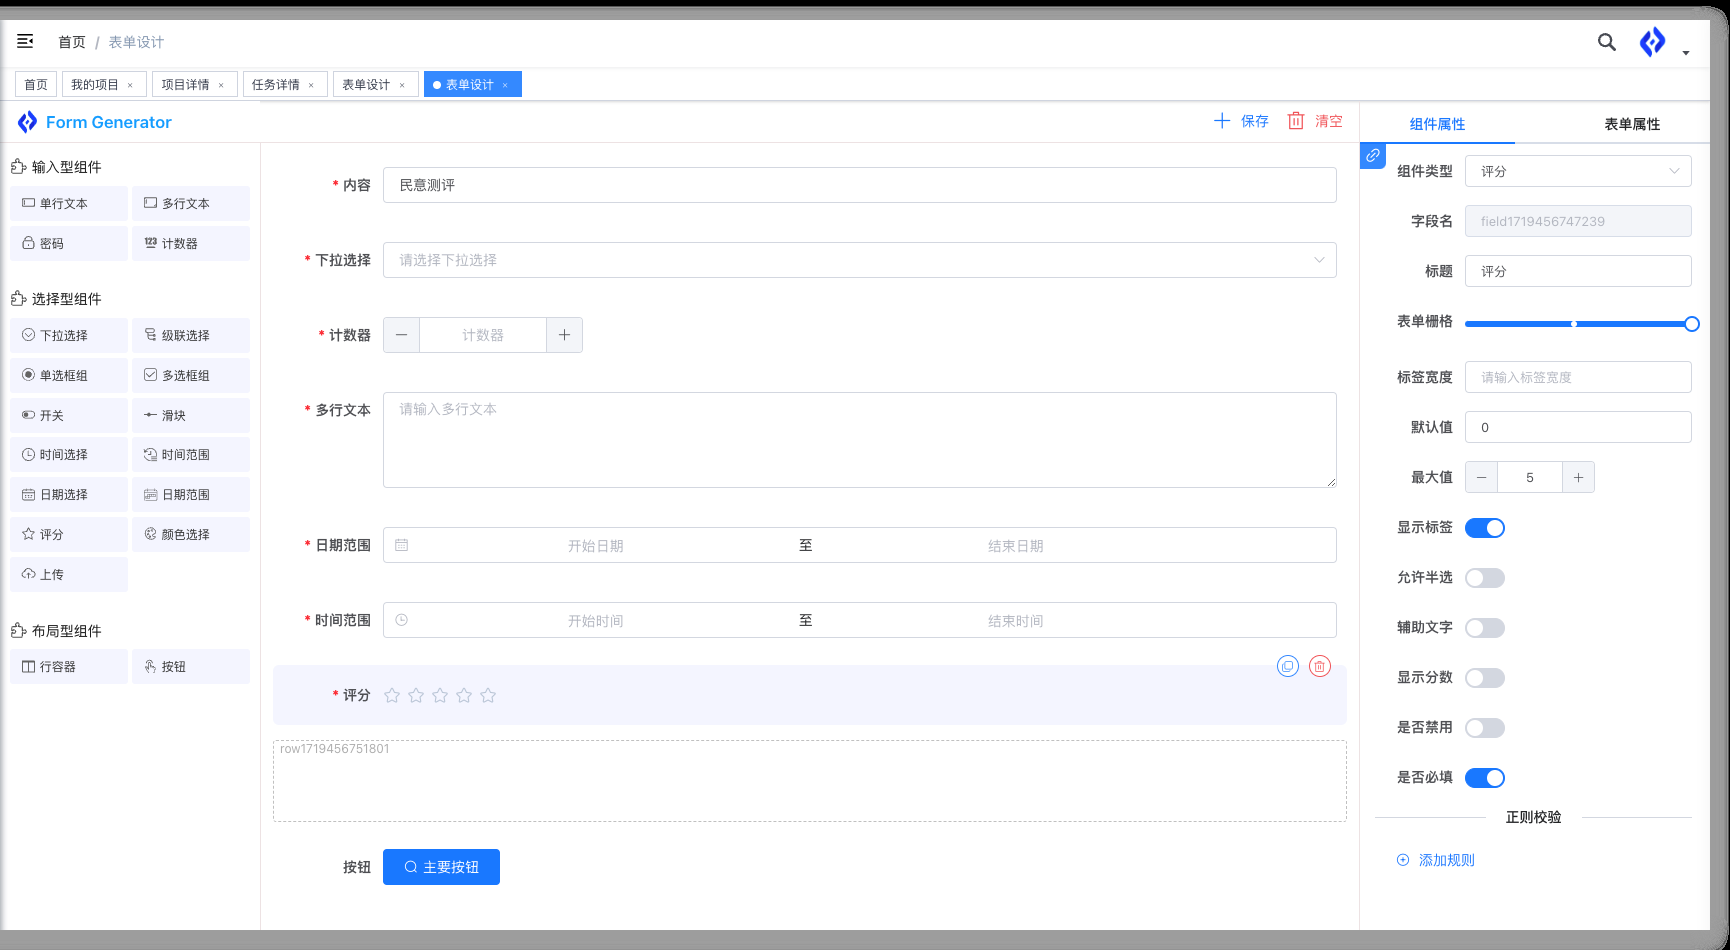 首页 / 表单设计
首页 我的项目 × 项目详情 × 任务详情 × 表单设计 × 表单设计 ×
Form Generator
保存 清空
输入型组件
单行文本 多行文本
密码 123 计数器
选择型组件
下拉选择 级联选择
单选框组 多选框组
开关 滑块
时间选择 时间范围
日期选择 日期范围
评分 颜色选择
上传
布局型组件
行容器 按钮
* 内容 民意测评
* 下拉选择 请选择下拉选择
* 计数器 − 计数器 +
* 多行文本 请输入多行文本
* 日期范围 开始日期 至 结束日期
* 时间范围 开始时间 至 结束时间
* 评分
row1719456751801
按钮 主要按钮
组件属性 表单属性
组件类型 评分
字段名 field1719456747239
标题 评分
表单栅格
标签宽度 请输入标签宽度
默认值 0
最大值 − 5 +
显示标签
允许半选
辅助文字
显示分数
是否禁用
是否必填
正则校验
添加规则